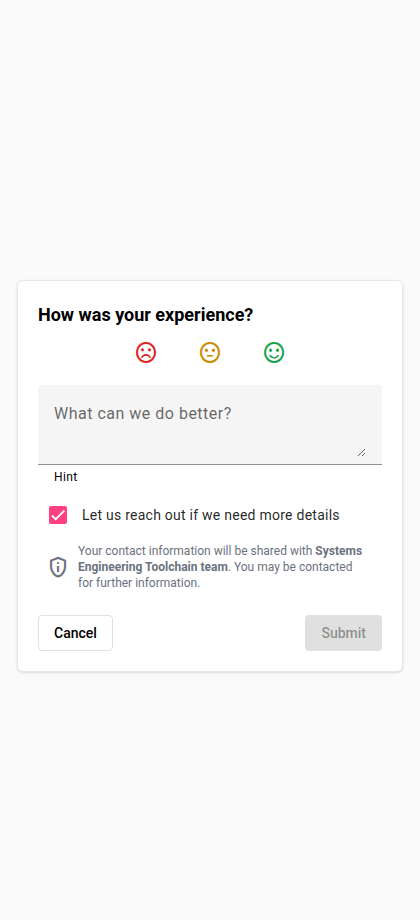 How was your experience?
What can we do better?
Hint
Let us reach out if we need more details
Your contact information will be shared with Systems
Engineering Toolchain team. You may be contacted
for further information.
Cancel
Submit